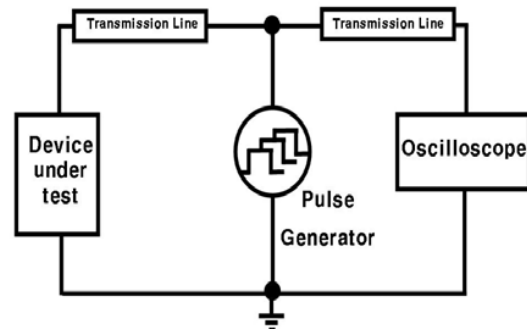 Transmission Line
Transmission Line
Device
under
test
Oscilloscope
Pulse
Generator